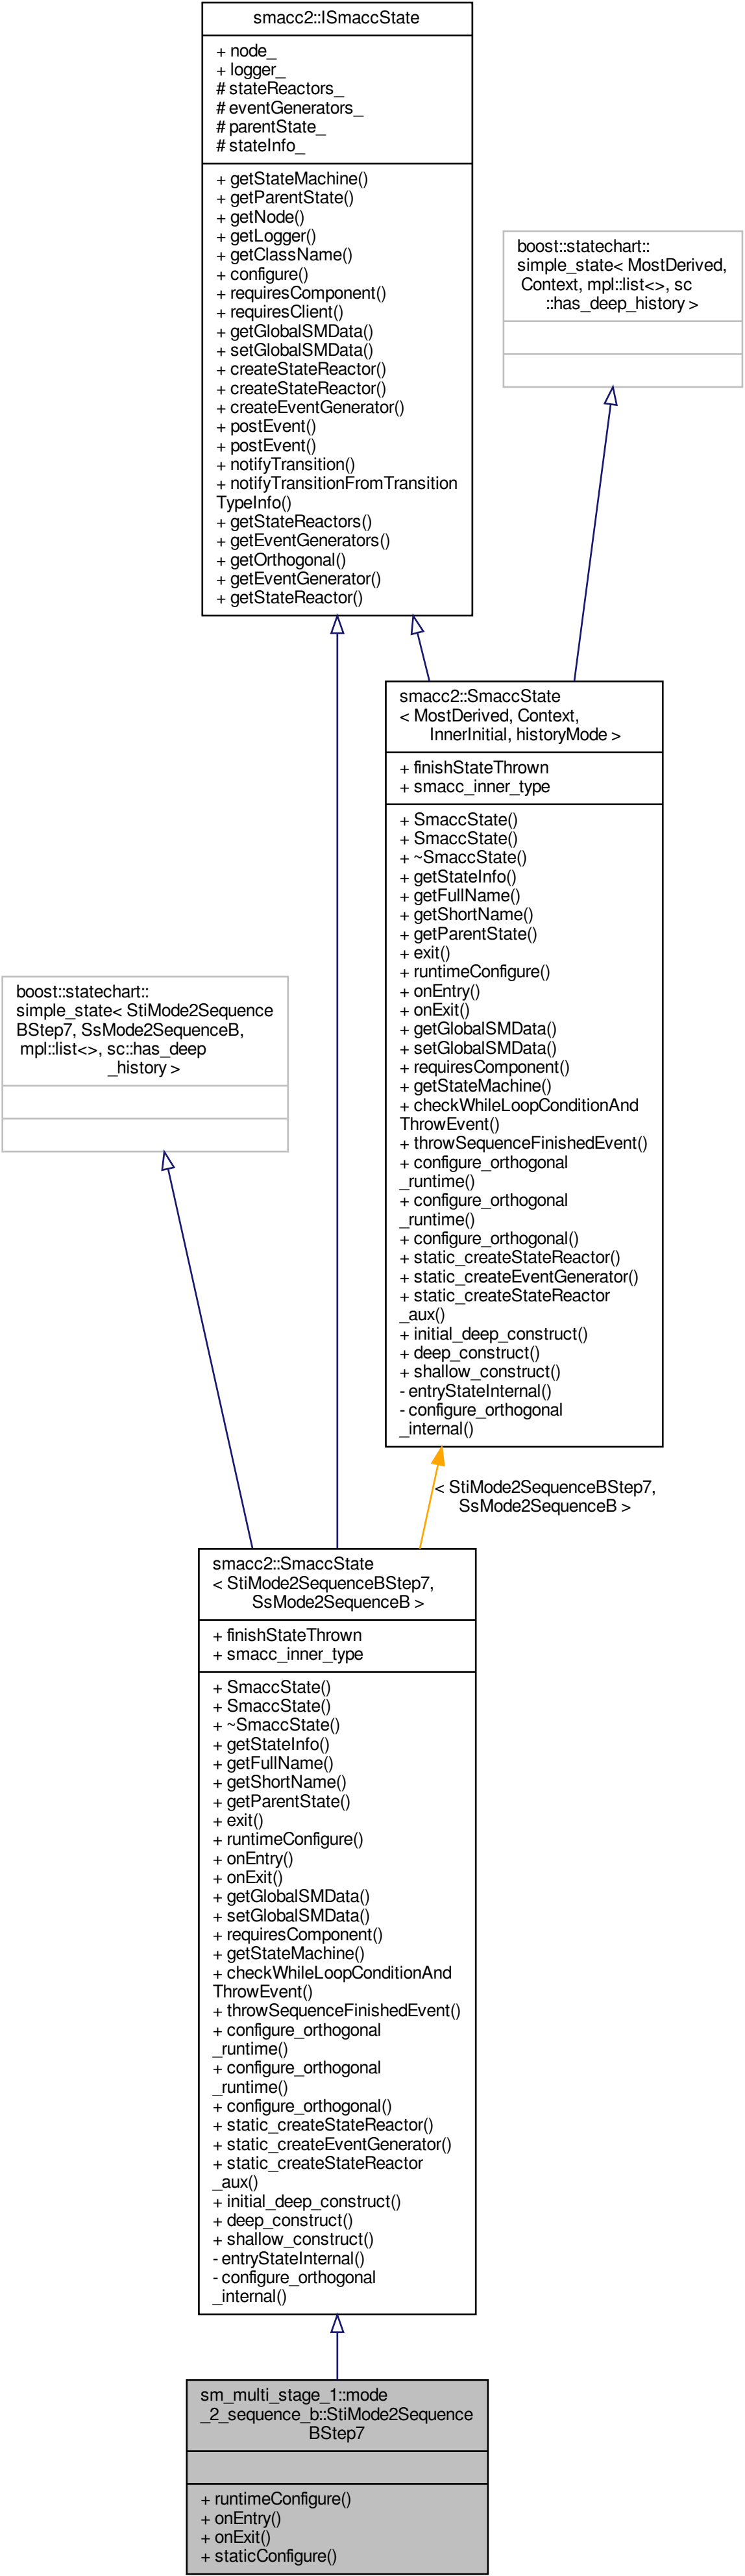 smacc2::ISmaccState
+ node_
+ logger_
# stateReactors_
# eventGenerators_
# parentState_
# stateInfo_
+ getStateMachine()
+ getParentState()
+ getNode()
+ getLogger()
+ getClassName()
+ configure()
+ requiresComponent()
+ requiresClient()
+ getGlobalSMData()
+ setGlobalSMData()
+ createStateReactor()
+ createStateReactor()
+ createEventGenerator()
+ postEvent()
+ postEvent()
+ notifyTransition()
+ notifyTransitionFromTransition
TypeInfo()
+ getStateReactors()
+ getEventGenerators()
+ getOrthogonal()
+ getEventGenerator()
+ getStateReactor()
boost::statechart::
simple_state< MostDerived,
Context, mpl::list<>, sc
::has_deep_history >
smacc2::SmaccState
< MostDerived, Context,
InnerInitial, historyMode >
+ finishStateThrown
+ smacc_inner_type
+ SmaccState()
+ SmaccState()
+ ~SmaccState()
+ getStateInfo()
+ getFullName()
+ getShortName()
+ getParentState()
+ exit()
+ runtimeConfigure()
+ onEntry()
+ onExit()
+ getGlobalSMData()
+ setGlobalSMData()
+ requiresComponent()
+ getStateMachine()
+ checkWhileLoopConditionAnd
ThrowEvent()
+ throwSequenceFinishedEvent()
+ configure_orthogonal
_runtime()
+ configure_orthogonal
_runtime()
+ configure_orthogonal()
+ static_createStateReactor()
+ static_createEventGenerator()
+ static_createStateReactor
_aux()
+ initial_deep_construct()
+ deep_construct()
+ shallow_construct()
- entryStateInternal()
- configure_orthogonal
_internal()
boost::statechart::
simple_state< StiMode2Sequence
BStep7, SsMode2SequenceB,
mpl::list<>, sc::has_deep
_history >
< StiMode2SequenceBStep7,
SsMode2SequenceB >
smacc2::SmaccState
< StiMode2SequenceBStep7,
SsMode2SequenceB >
+ finishStateThrown
+ smacc_inner_type
+ SmaccState()
+ SmaccState()
+ ~SmaccState()
+ getStateInfo()
+ getFullName()
+ getShortName()
+ getParentState()
+ exit()
+ runtimeConfigure()
+ onEntry()
+ onExit()
+ getGlobalSMData()
+ setGlobalSMData()
+ requiresComponent()
+ getStateMachine()
+ checkWhileLoopConditionAnd
ThrowEvent()
+ throwSequenceFinishedEvent()
+ configure_orthogonal
_runtime()
+ configure_orthogonal
_runtime()
+ configure_orthogonal()
+ static_createStateReactor()
+ static_createEventGenerator()
+ static_createStateReactor
_aux()
+ initial_deep_construct()
+ deep_construct()
+ shallow_construct()
- entryStateInternal()
- configure_orthogonal
_internal()
sm_multi_stage_1::mode
_2_sequence_b::StiMode2Sequence
BStep7
+ runtimeConfigure()
+ onEntry()
+ onExit()
+ staticConfigure()